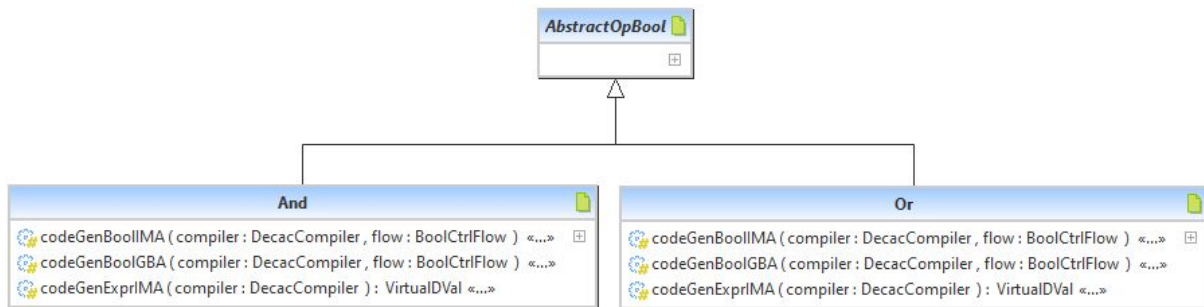 AbstractOpBool
And
codeGenBoolIMA ( compiler : DecacCompiler , flow : BoolCtrlFlow ) «...»
codeGenBoolGBA ( compiler : DecacCompiler , flow : BoolCtrlFlow ) «...»
codeGenExprIMA ( compiler : DecacCompiler ) : VirtualDVal «...»
Or
codeGenBoolIMA ( compiler : DecacCompiler , flow : BoolCtrlFlow ) «...»
codeGenBoolGBA ( compiler : DecacCompiler , flow : BoolCtrlFlow ) «...»
codeGenExprIMA ( compiler : DecacCompiler ) : VirtualDVal «...»